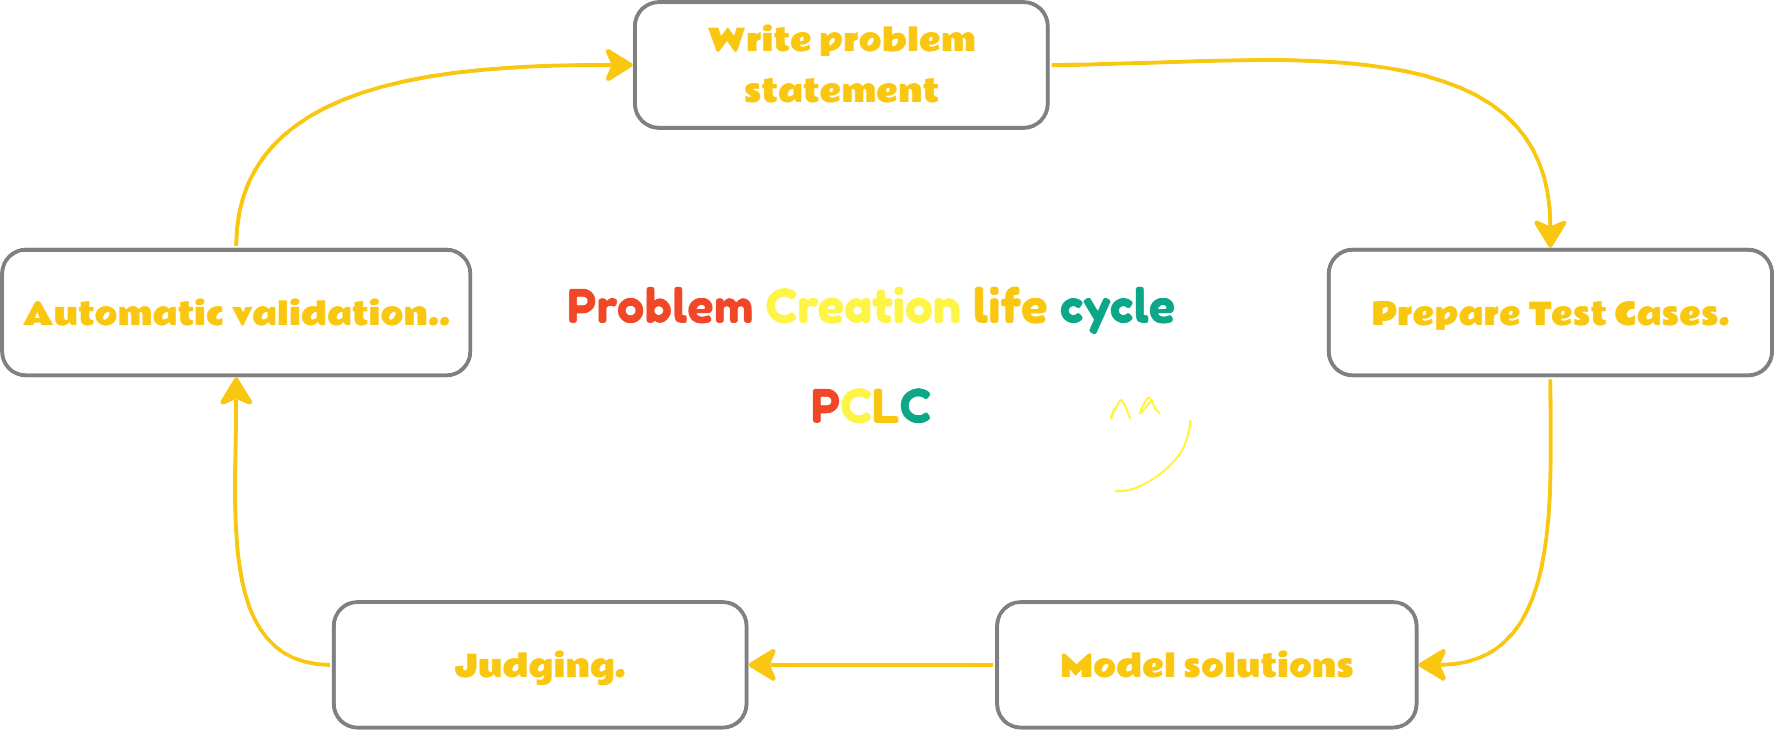 Write problem
statement
Automatic validation..
Problem Creation life cycle
Prepare Test Cases.
PCLC
Judging.
Model solutions